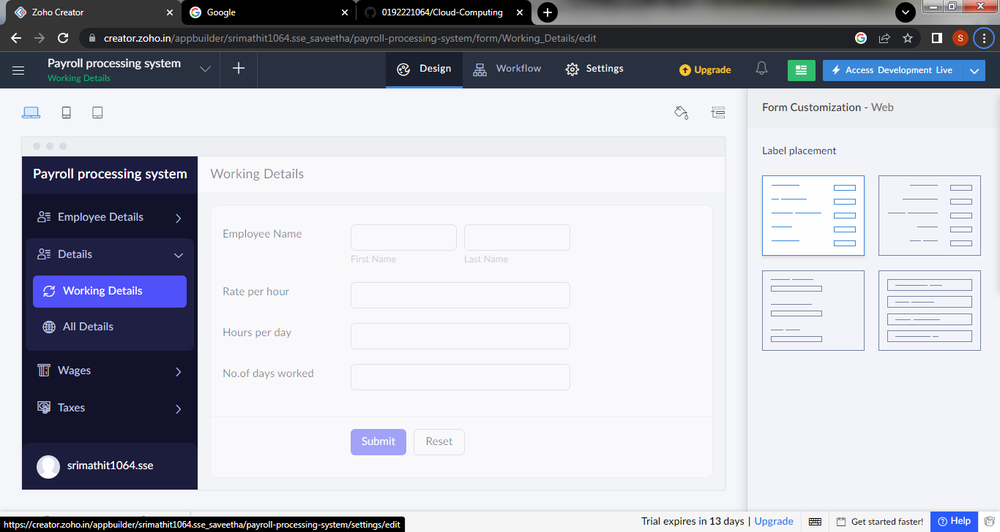 Zoho Creator
Google
0192221064/Cloud-Computing
creator.zoho.in/appbuilder/srimathit1064.sse_saveetha/payroll-processing-system/form/Working_Details/edit
S
Payroll processing system
Working Details
Design
Workflow
Settings
Upgrade
Access Development Live
Form Customization - Web
Label placement
Payroll processing system
Employee Details
Details
Working Details
All Details
Wages
Taxes
srimathit1064.sse
Working Details
Employee Name
First Name
Last Name
Rate per hour
Hours per day
No.of days worked
Submit
Reset
https://creator.zoho.in/appbuilder/srimathit1064.sse_saveetha/payroll-processing-system/settings/edit
Trial expires in 13 days | Upgrade
Get started faster!
Help